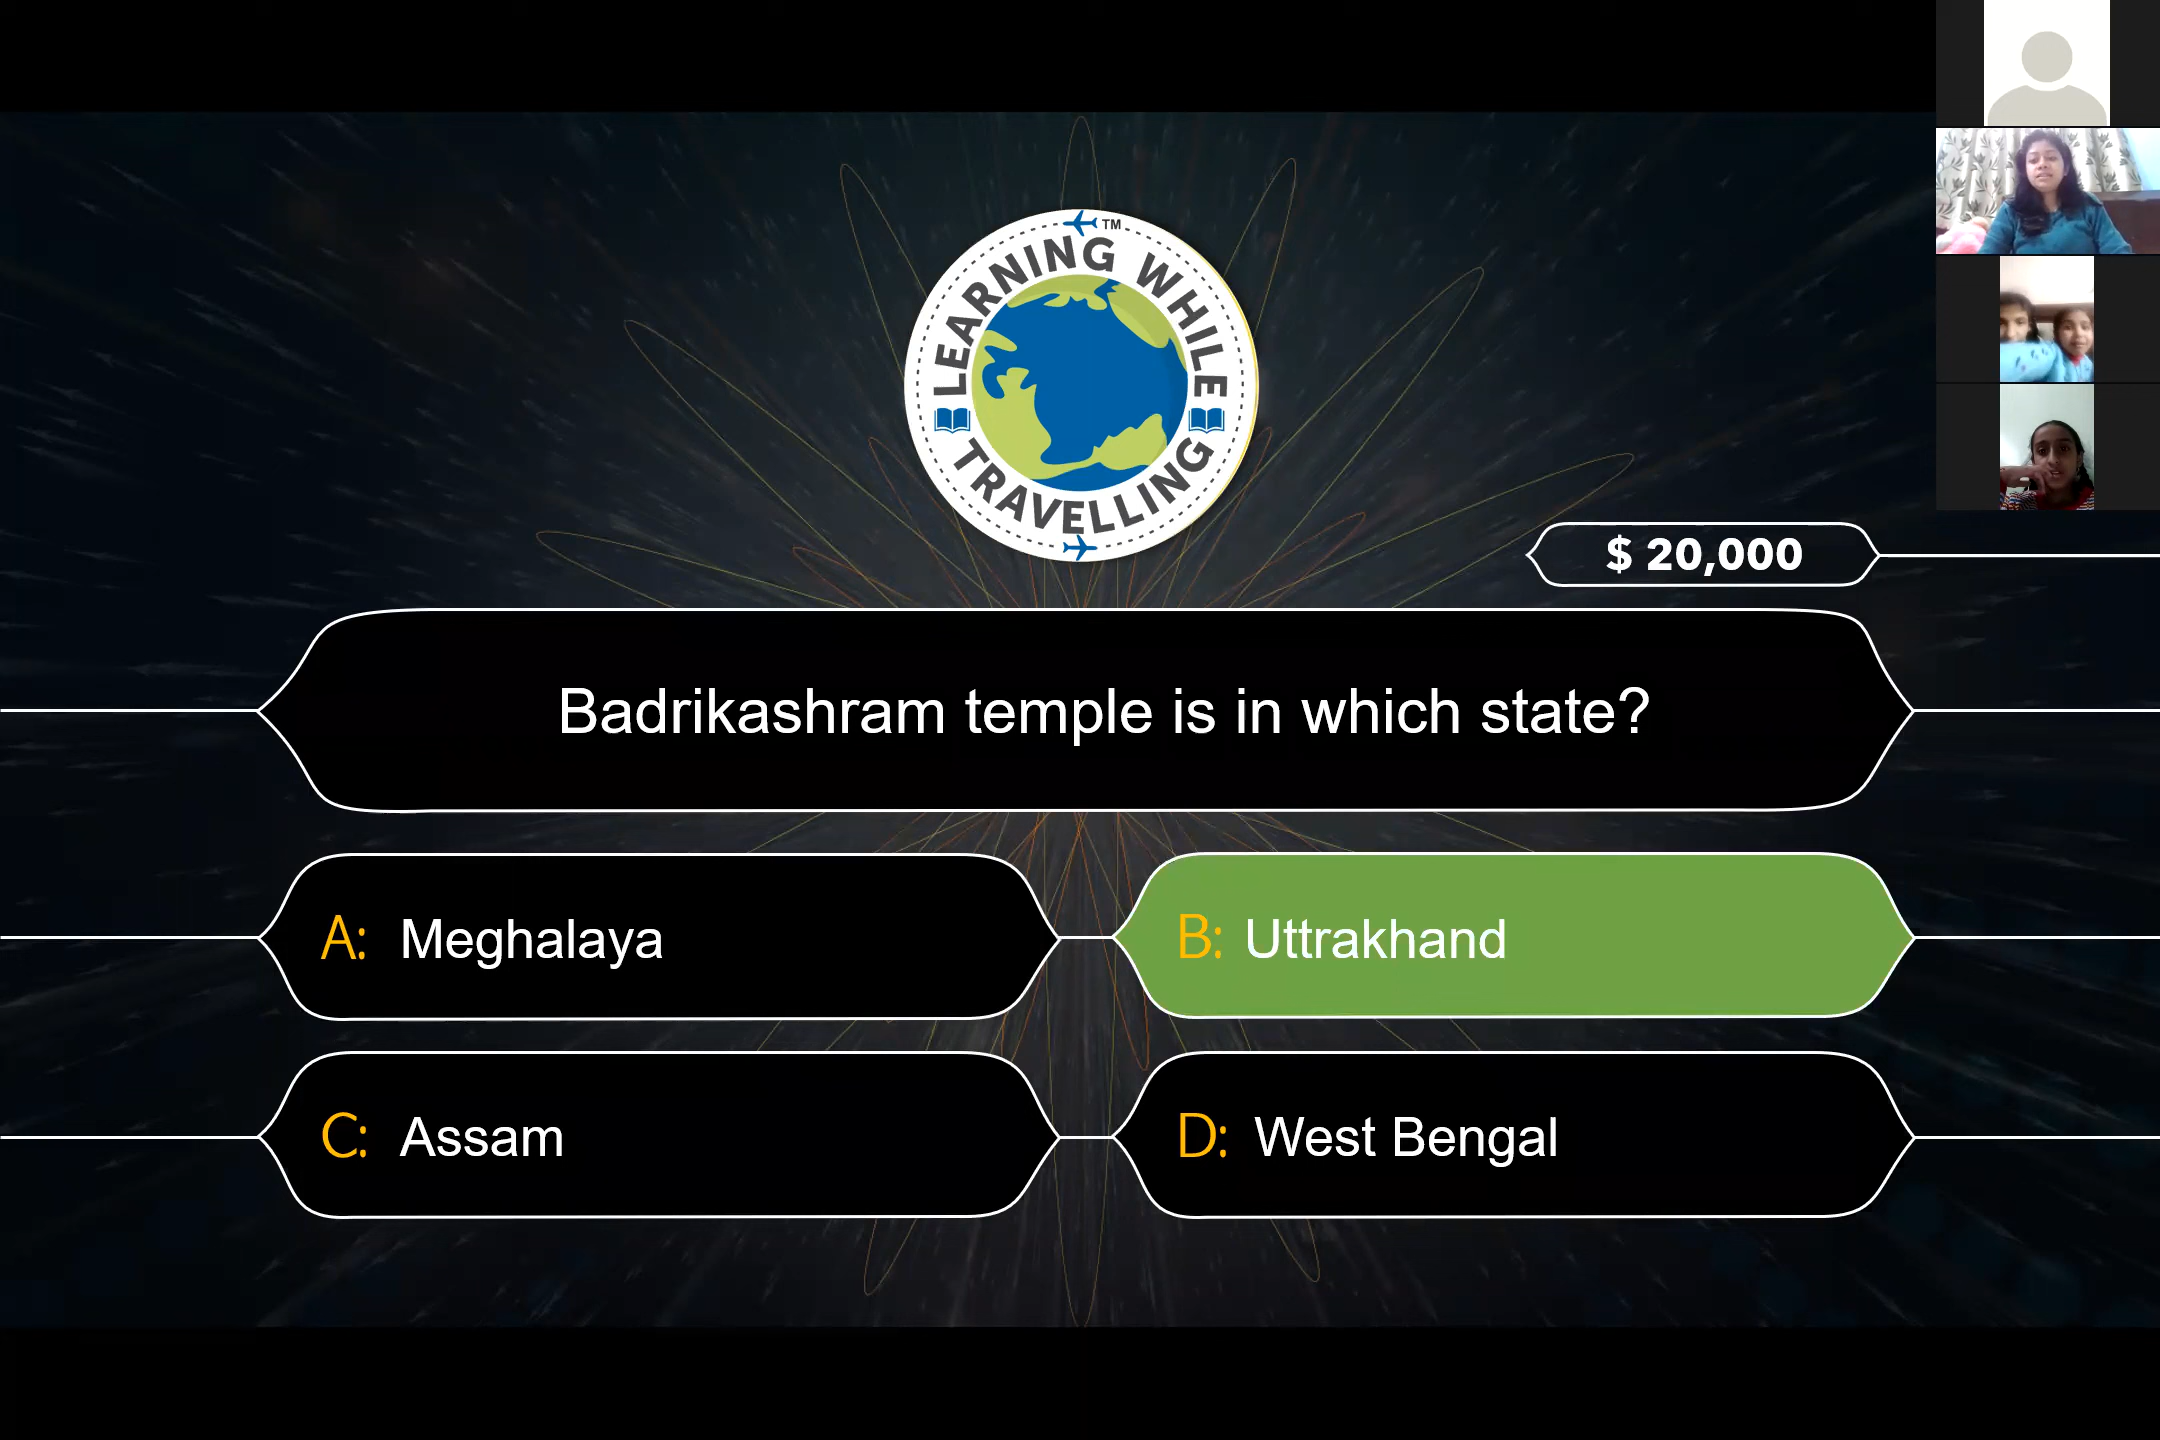 LEARNING WHILE
TRAVELLING
TM
$ 20,000
Badrikashram temple is in which state?
A: Meghalaya
B: Uttrakhand
C: Assam
D: West Bengal